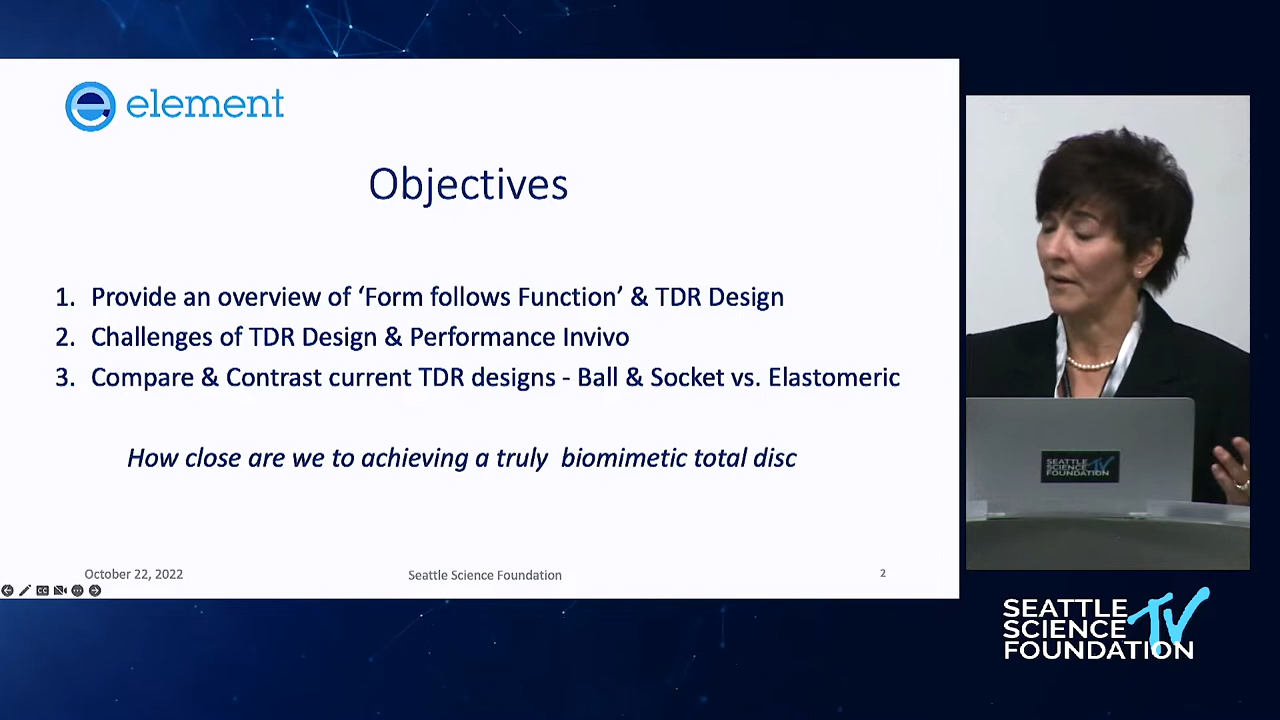 element
Objectives
1. Provide an overview of ‘Form follows Function’ & TDR Design
2. Challenges of TDR Design & Performance Invivo
3. Compare & Contrast current TDR designs - Ball & Socket vs. Elastomeric
How close are we to achieving a truly biomimetic total disc
October 22, 2022
Seattle Science Foundation
2
SEATTLE
SCIENCE TV
FOUNDATION
SEATTLE TV
SCIENCE
FOUNDATION